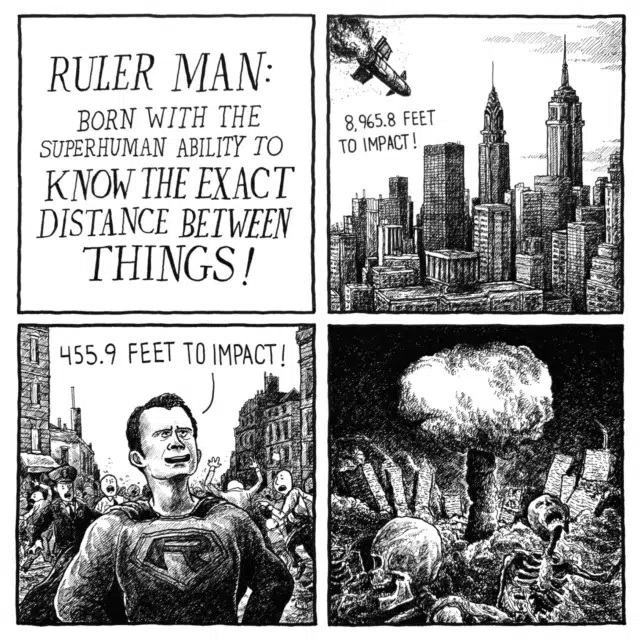 RULER MAN:
BORN WITH THE
SUPERHUMAN ABILITY TO
KNOW THE EXACT
DISTANCE BETWEEN
THINGS!
8,965.8 FEET
TO IMPACT!
455.9 FEET TO IMPACT!
R